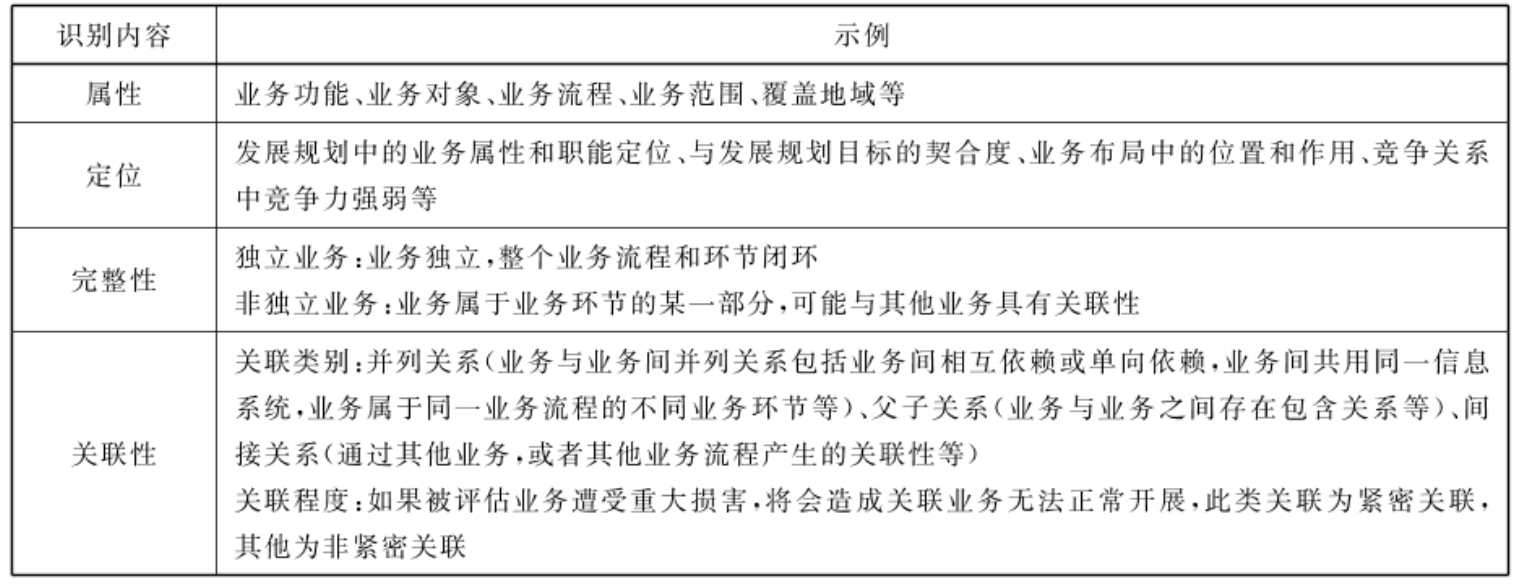 识别内容
示例
属性
业务功能、业务对象、业务流程、业务范围、覆盖地域等
定位
发展规划中的业务属性和职能定位、与发展规划目标的契合度、业务布局中的位置和作用、竞争关系
中竞争力强弱等
完整性
独立业务:业务独立,整个业务流程和环节闭环
非独立业务:业务属于业务环节的某一部分,可能与其他业务具有关联性
关联性
关联类别:并列关系(业务与业务间并列关系包括业务间相互依赖或单向依赖,业务间共用同一信息
系统,业务属于同一业务流程的不同业务环节等)、父子关系(业务与业务之间存在包含关系等)、间
接关系(通过其他业务,或者其他业务流程产生的关联性等)
关联程度:如果被评估业务遭受重大损害,将会造成关联业务无法正常开展,此类关联为紧密关联,
其他为非紧密关联